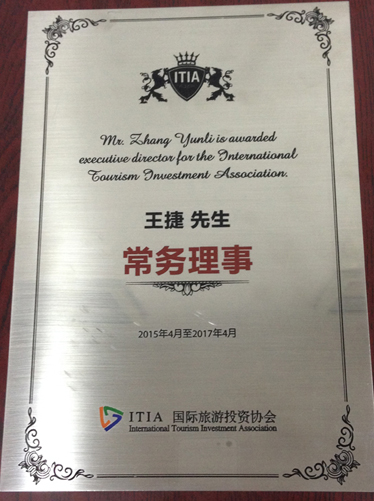 ITIA
Mr. Zhang Yunli is awarded
executive director for the International
Tourism Investment Association.
王捷 先生
常务理事
2015年4月至2017年4月
ITIA 国际旅游投资协会
International Tourism Investment Association